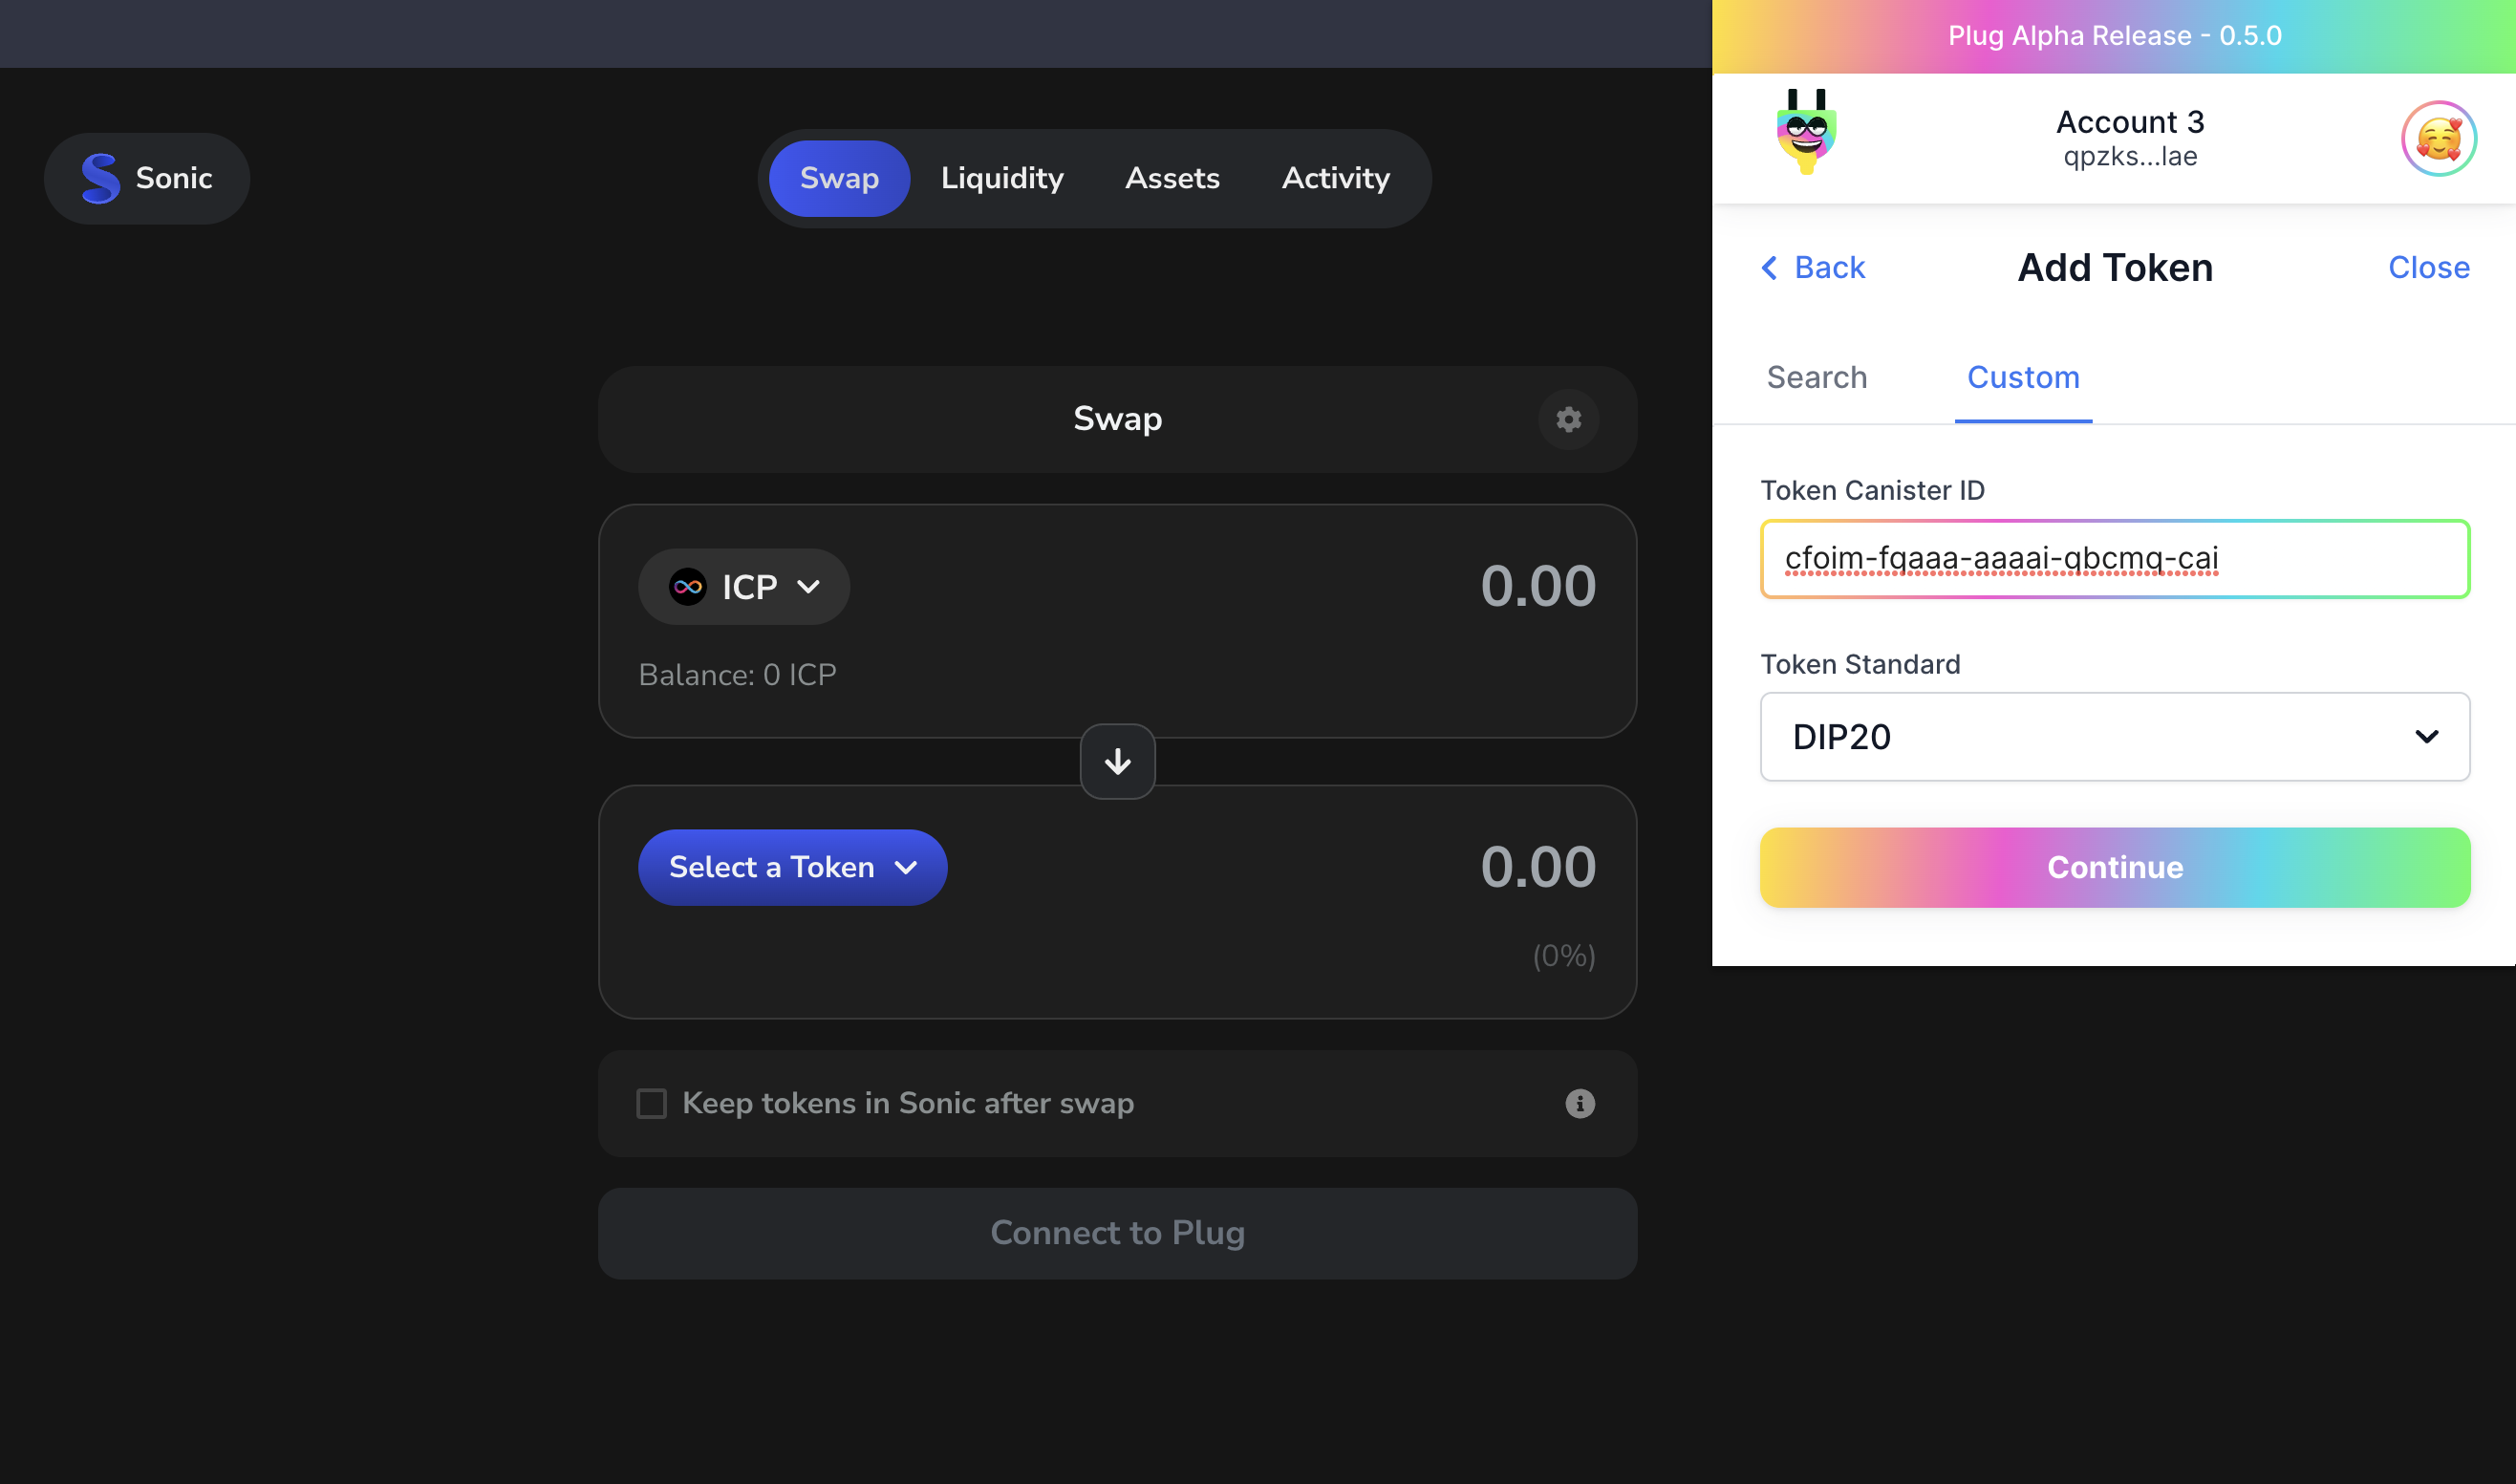 Plug Alpha Release - 0.5.0
Sonic
Swap
Liquidity
Assets
Activity
Account 3
qpzks...lae
Back
Add Token
Close
Search
Custom
Swap
Token Canister ID
cfoim-fqaaa-aaaai-qbcmq-cai
ICP
0.00
Balance: 0 ICP
Token Standard
DIP20
Select a Token
0.00
Continue
(0%)
Keep tokens in Sonic after swap
Connect to Plug